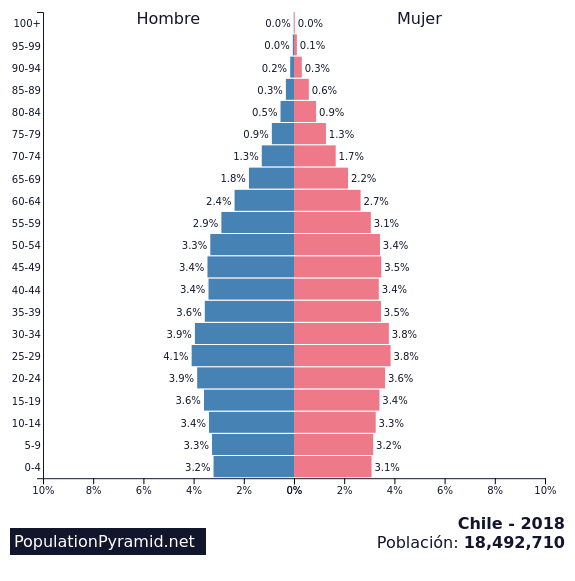 Hombre Mujer
100+ 0.0% 0.0%
95-99 0.0% 0.1%
90-94 0.2% 0.3%
85-89 0.3% 0.6%
80-84 0.5% 0.9%
75-79 0.9% 1.3%
70-74 1.3% 1.7%
65-69 1.8% 2.2%
60-64 2.4% 2.7%
55-59 2.9% 3.1%
50-54 3.3% 3.4%
45-49 3.4% 3.5%
40-44 3.4% 3.4%
35-39 3.6% 3.5%
30-34 3.9% 3.8%
25-29 4.1% 3.8%
20-24 3.9% 3.6%
15-19 3.6% 3.4%
10-14 3.4% 3.3%
5-9 3.3% 3.2%
0-4 3.2% 3.1%
10% 8% 6% 4% 2% 0% 2% 4% 6% 8% 10%
Chile - 2018
PopulationPyramid.net Población: 18,492,710